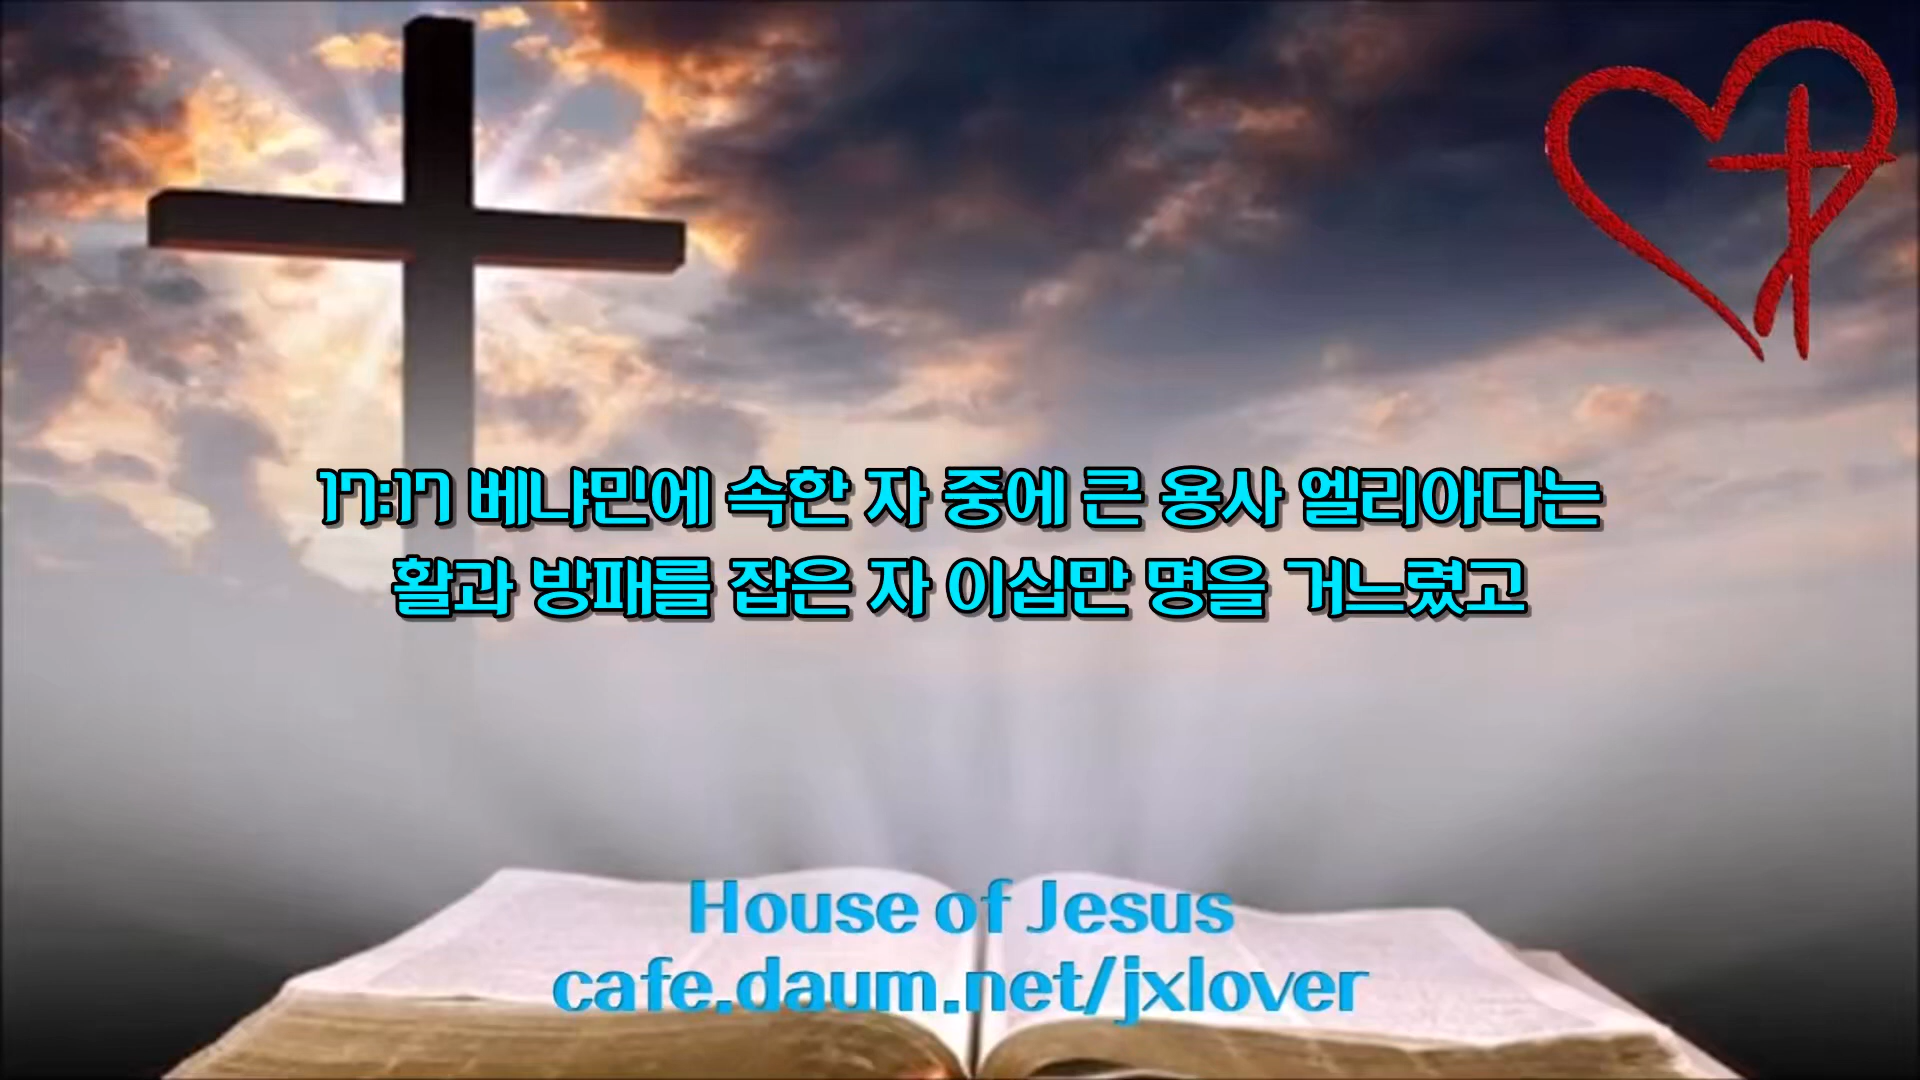 17:17 베냐민에 속한 자 중에 큰 용사 엘리아다는
활과 방패를 잡은 자 이십만 명을 거느렸고
House of Jesus
cafe.daum.net/jxlover